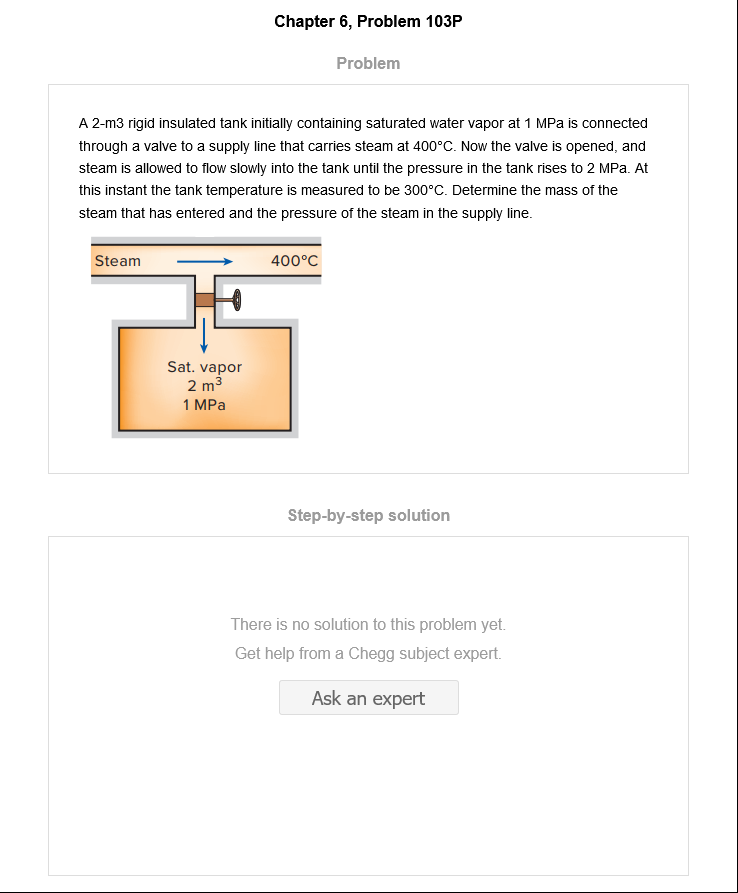 Chapter 6, Problem 103P
Problem
A 2-m3 rigid insulated tank initially containing saturated water vapor at 1 MPa is connected
through a valve to a supply line that carries steam at 400°C. Now the valve is opened, and
steam is allowed to flow slowly into the tank until the pressure in the tank rises to 2 MPa. At
this instant the tank temperature is measured to be 300°C. Determine the mass of the
steam that has entered and the pressure of the steam in the supply line.
Steam 400°C
Sat. vapor
2 m³
1 MPa
Step-by-step solution
There is no solution to this problem yet.
Get help from a Chegg subject expert.
Ask an expert